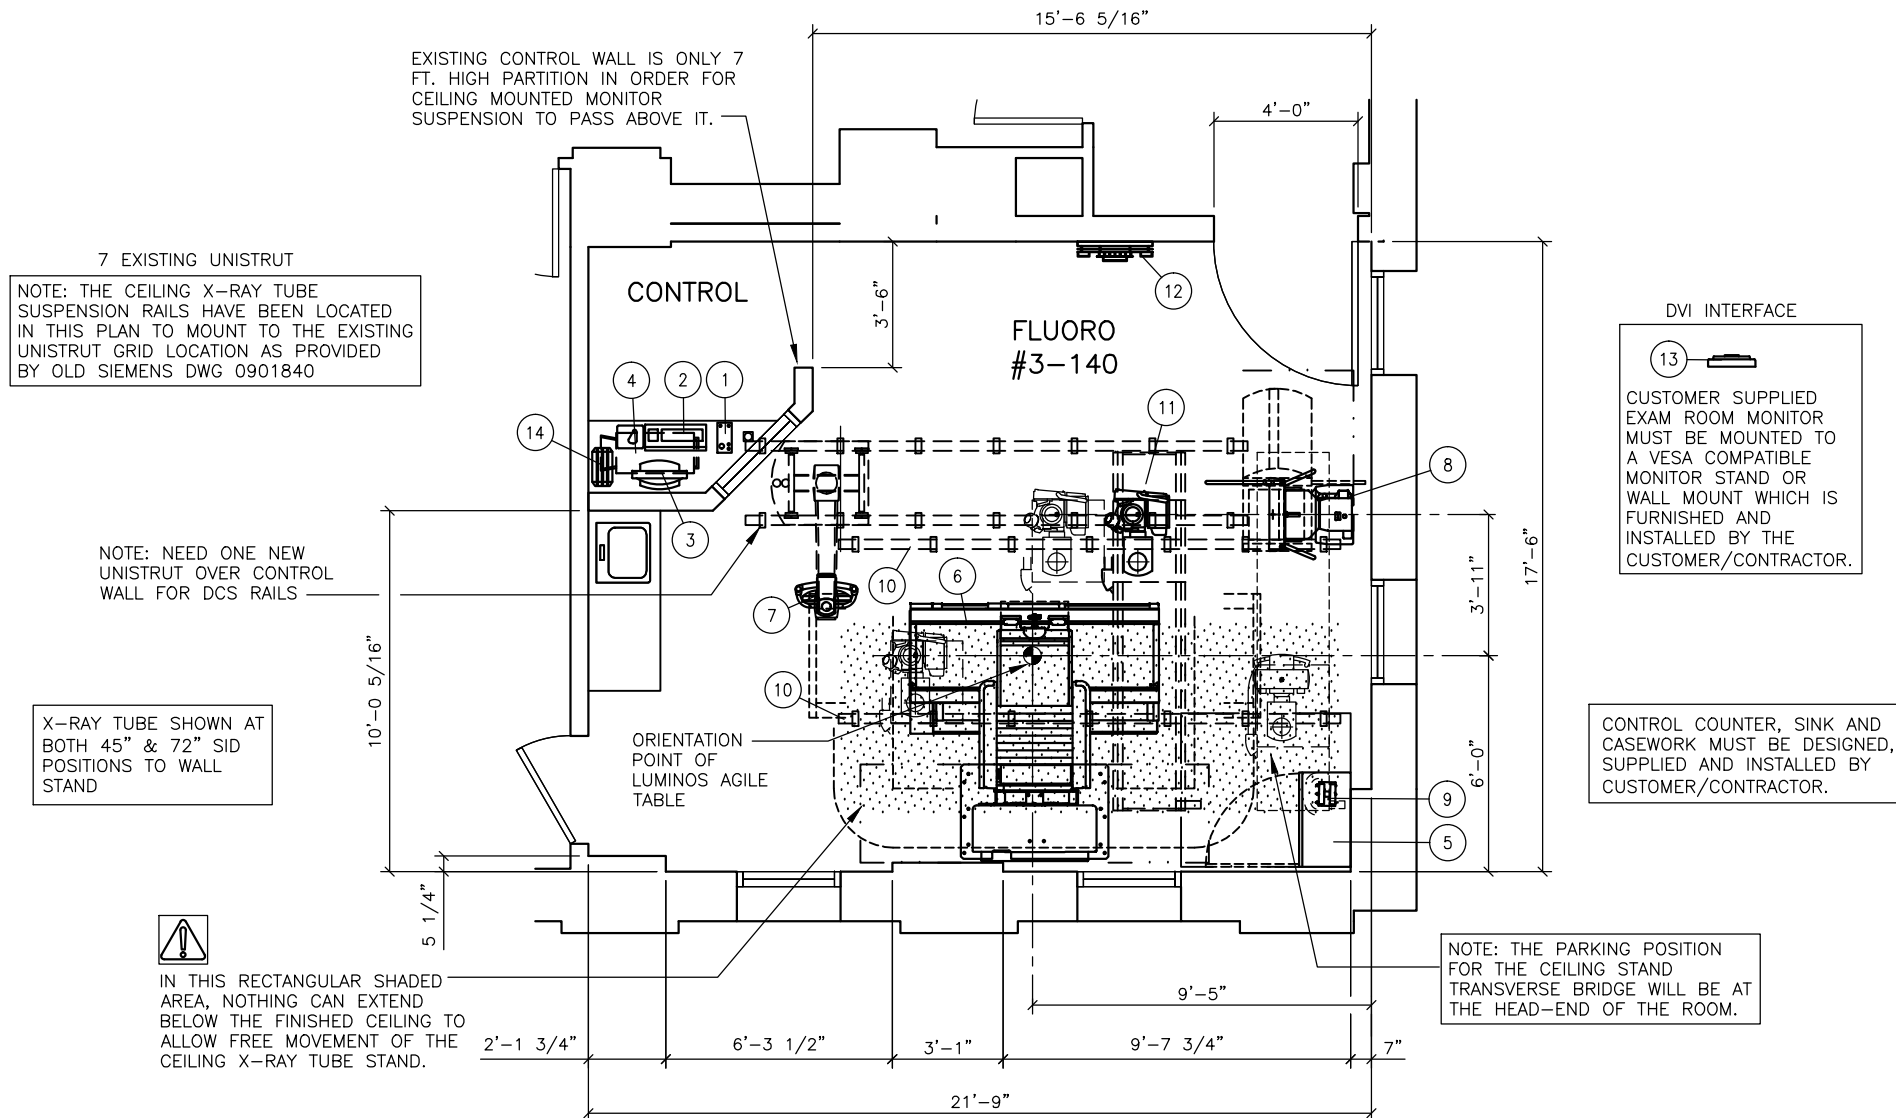 15'-6 5/16"
EXISTING CONTROL WALL IS ONLY 7
FT. HIGH PARTITION IN ORDER FOR
CEILING MOUNTED MONITOR
SUSPENSION TO PASS ABOVE IT.
4'-0"
7 EXISTING UNISTRUT
NOTE: THE CEILING X-RAY TUBE
SUSPENSION RAILS HAVE BEEN LOCATED
IN THIS PLAN TO MOUNT TO THE EXISTING
UNISTRUT GRID LOCATION AS PROVIDED
BY OLD SIEMENS DWG 0901840
CONTROL
3'-6"
FLUORO
#3-140
12
DVI INTERFACE
13
CUSTOMER SUPPLIED
EXAM ROOM MONITOR
MUST BE MOUNTED TO
A VESA COMPATIBLE
MONITOR STAND OR
WALL MOUNT WHICH IS
FURNISHED AND
INSTALLED BY THE
CUSTOMER/CONTRACTOR.
4
2
1
11
14
8
3
NOTE: NEED ONE NEW
UNISTRUT OVER CONTROL
WALL FOR DCS RAILS
10
6
7
3'-11"
17'-6"
10
X-RAY TUBE SHOWN AT
BOTH 45" & 72" SID
POSITIONS TO WALL
STAND
10'-0 5/16"
ORIENTATION
POINT OF
LUMINOS AGILE
TABLE
6'-0"
CONTROL COUNTER, SINK AND
CASEWORK MUST BE DESIGNED,
SUPPLIED AND INSTALLED BY
CUSTOMER/CONTRACTOR.
9
5
5 1/4"
!
IN THIS RECTANGULAR SHADED
AREA, NOTHING CAN EXTEND
BELOW THE FINISHED CEILING TO
ALLOW FREE MOVEMENT OF THE
CEILING X-RAY TUBE STAND.
NOTE: THE PARKING POSITION
FOR THE CEILING STAND
TRANSVERSE BRIDGE WILL BE AT
THE HEAD-END OF THE ROOM.
9'-5"
2'-1 3/4"
6'-3 1/2"
3'-1"
9'-7 3/4"
7"
21'-9"